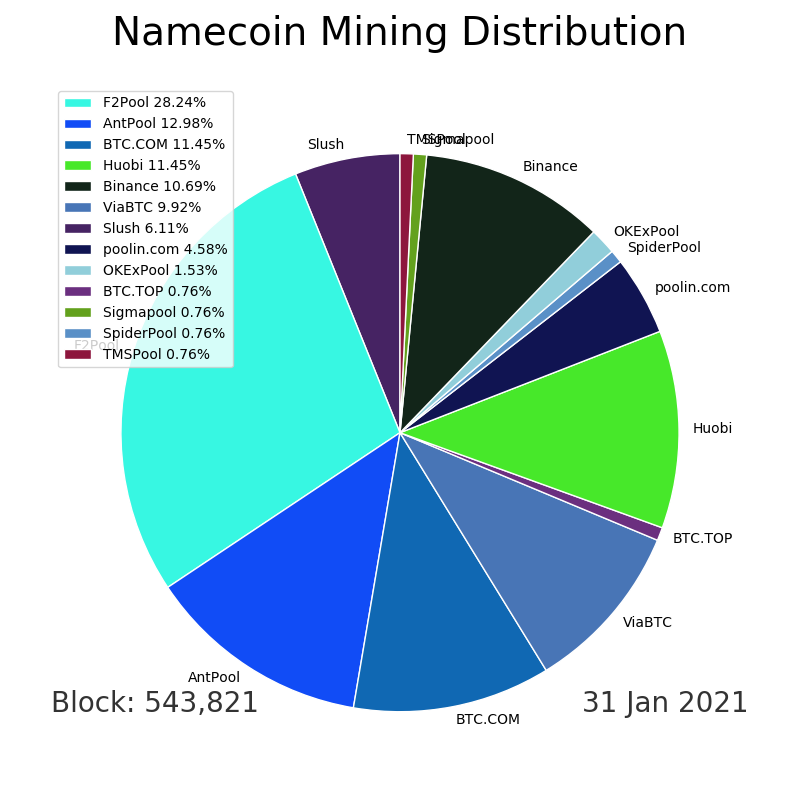 Namecoin Mining Distribution
F2Pool 28.24%
AntPool 12.98%
BTC.COM 11.45%
Huobi 11.45%
Binance 10.69%
ViaBTC 9.92%
Slush 6.11%
poolin.com 4.58%
OKExPool 1.53%
BTC.TOP 0.76%
Sigmapool 0.76%
SpiderPool 0.76%
TMSPool 0.76%
F2Pool
Slush
TMSPool
Sigmapool
Binance
OKExPool
SpiderPool
poolin.com
Huobi
BTC.TOP
ViaBTC
BTC.COM
AntPool
Block: 543,821
31 Jan 2021